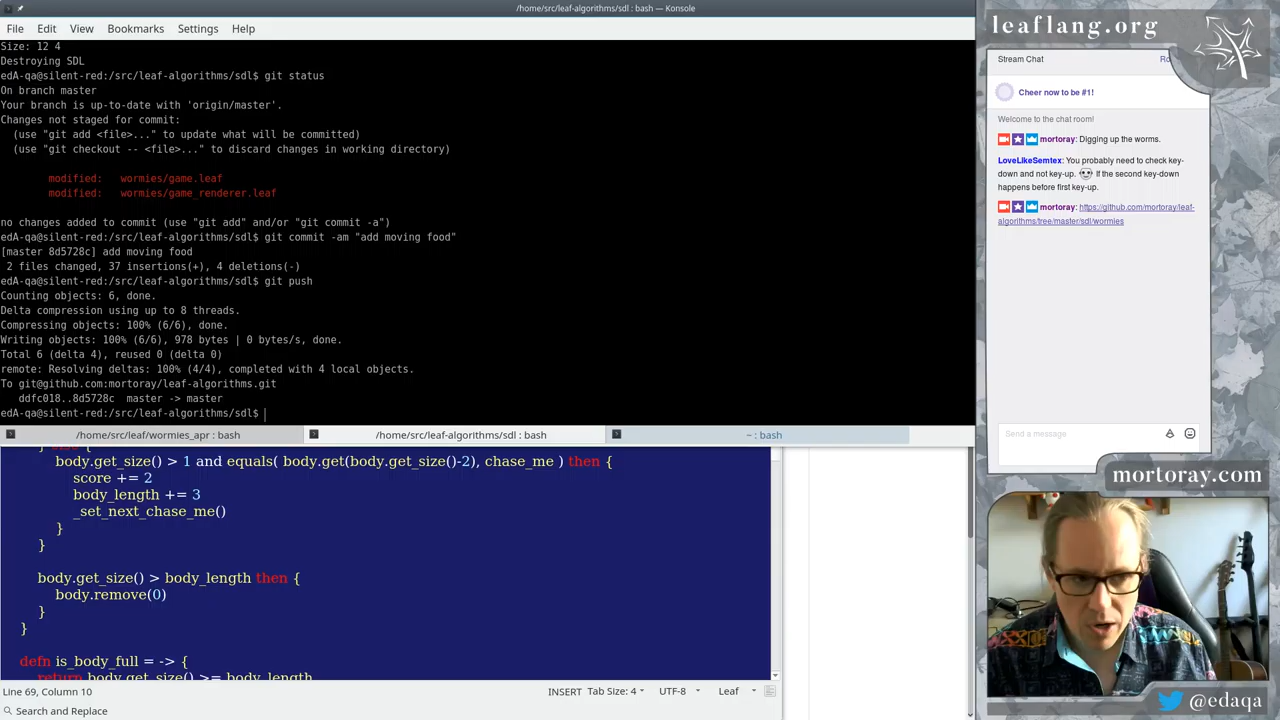 /home/src/leaf-algorithms/sdl : bash — Konsole
File Edit View Bookmarks Settings Help
Size: 12 4
Destroying SDL
edA-qa@silent-red:/src/leaf-algorithms/sdl$ git status
On branch master
Your branch is up-to-date with 'origin/master'.
Changes not staged for commit:
(use "git add <file>..." to update what will be committed)
(use "git checkout -- <file>..." to discard changes in working directory)
modified: wormies/game.leaf
modified: wormies/game_renderer.leaf
no changes added to commit (use "git add" and/or "git commit -a")
edA-qa@silent-red:/src/leaf-algorithms/sdl$ git commit -am "add moving food"
[master 8d5728c] add moving food
2 files changed, 37 insertions(+), 4 deletions(-)
edA-qa@silent-red:/src/leaf-algorithms/sdl$ git push
Counting objects: 6, done.
Delta compression using up to 8 threads.
Compressing objects: 100% (6/6), done.
Writing objects: 100% (6/6), 978 bytes | 0 bytes/s, done.
Total 6 (delta 4), reused 0 (delta 0)
remote: Resolving deltas: 100% (4/4), completed with 4 local objects.
To git@github.com:mortoray/leaf-algorithms.git
ddfc018..8d5728c master -> master
edA-qa@silent-red:/src/leaf-algorithms/sdl$
/home/src/leaf/wormies_apr : bash
/home/src/leaf-algorithms/sdl : bash
~ : bash
body.get_size() > 1 and equals( body.get(body.get_size()-2), chase_me ) then {
score += 2
body_length += 3
_set_next_chase_me()
}
}
body.get_size() > body_length then {
body.remove(0)
}
}
defn is_body_full = -> {
return body.get_size() >= body_length
Line 69, Column 10
INSERT Tab Size: 4 UTF-8 Leaf
Search and Replace
leaflang.org
Stream Chat
Cheer now to be #1!
Welcome to the chat room!
mortoray: Digging up the worms.
LoveLikeSemtex: You probably need to check key-
down and not key-up. If the second key-down
happens before first key-up.
mortoray: https://github.com/mortoray/leaf-
algorithms/tree/master/sdl/wormies
Send a message
mortoray.com
@edaqa